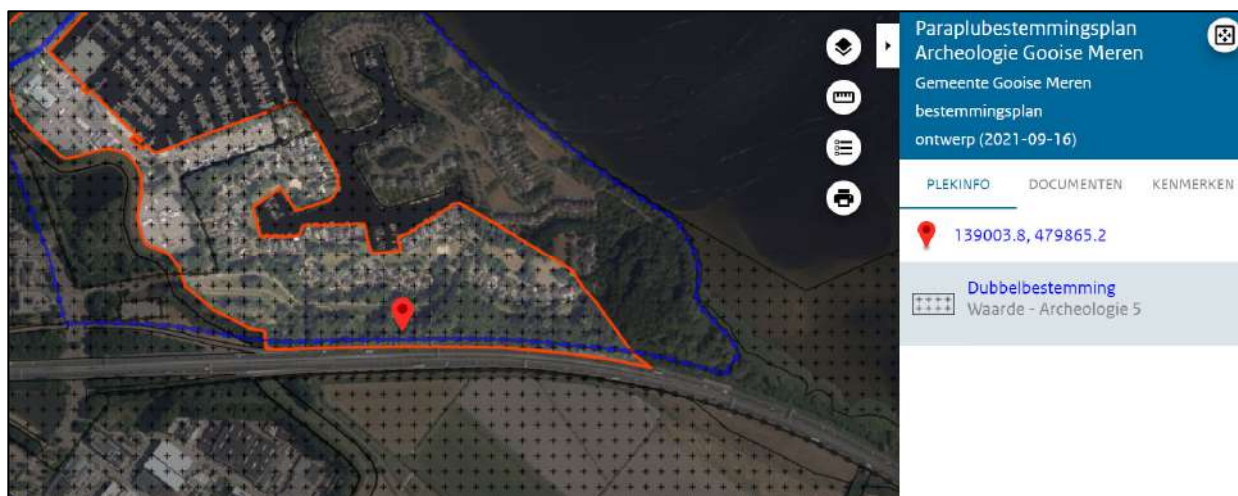 Paraplubestemmingsplan
Archeologie Gooise Meren
Gemeente Gooise Meren
bestemmingsplan
ontwerp (2021-09-16)
PLEKINFO DOCUMENTEN KENMERKEN
139003.8, 479865.2
Dubbelbestemming
Waarde - Archeologie 5